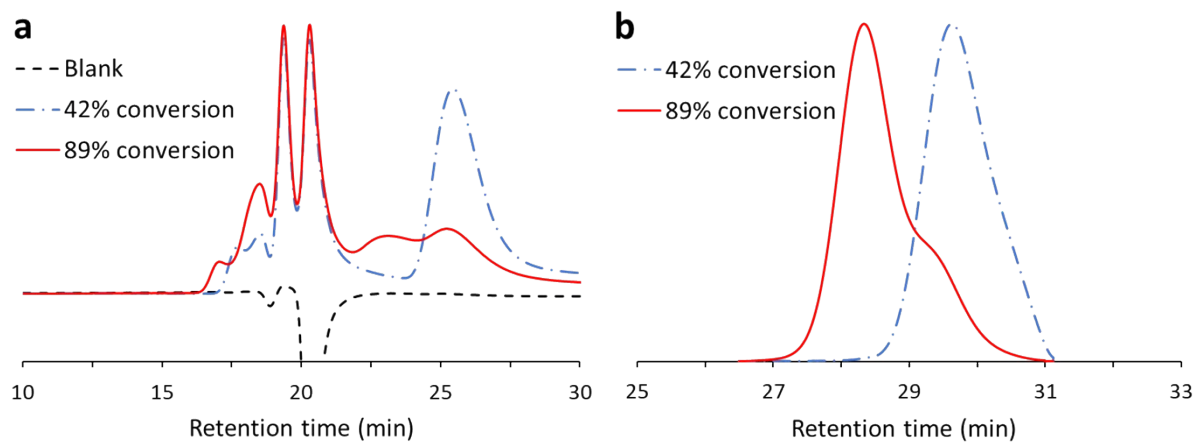 a
Blank
42% conversion
89% conversion
10 15 20 25 30
Retention time (min)
b
42% conversion
89% conversion
25 27 29 31 33
Retention time (min)